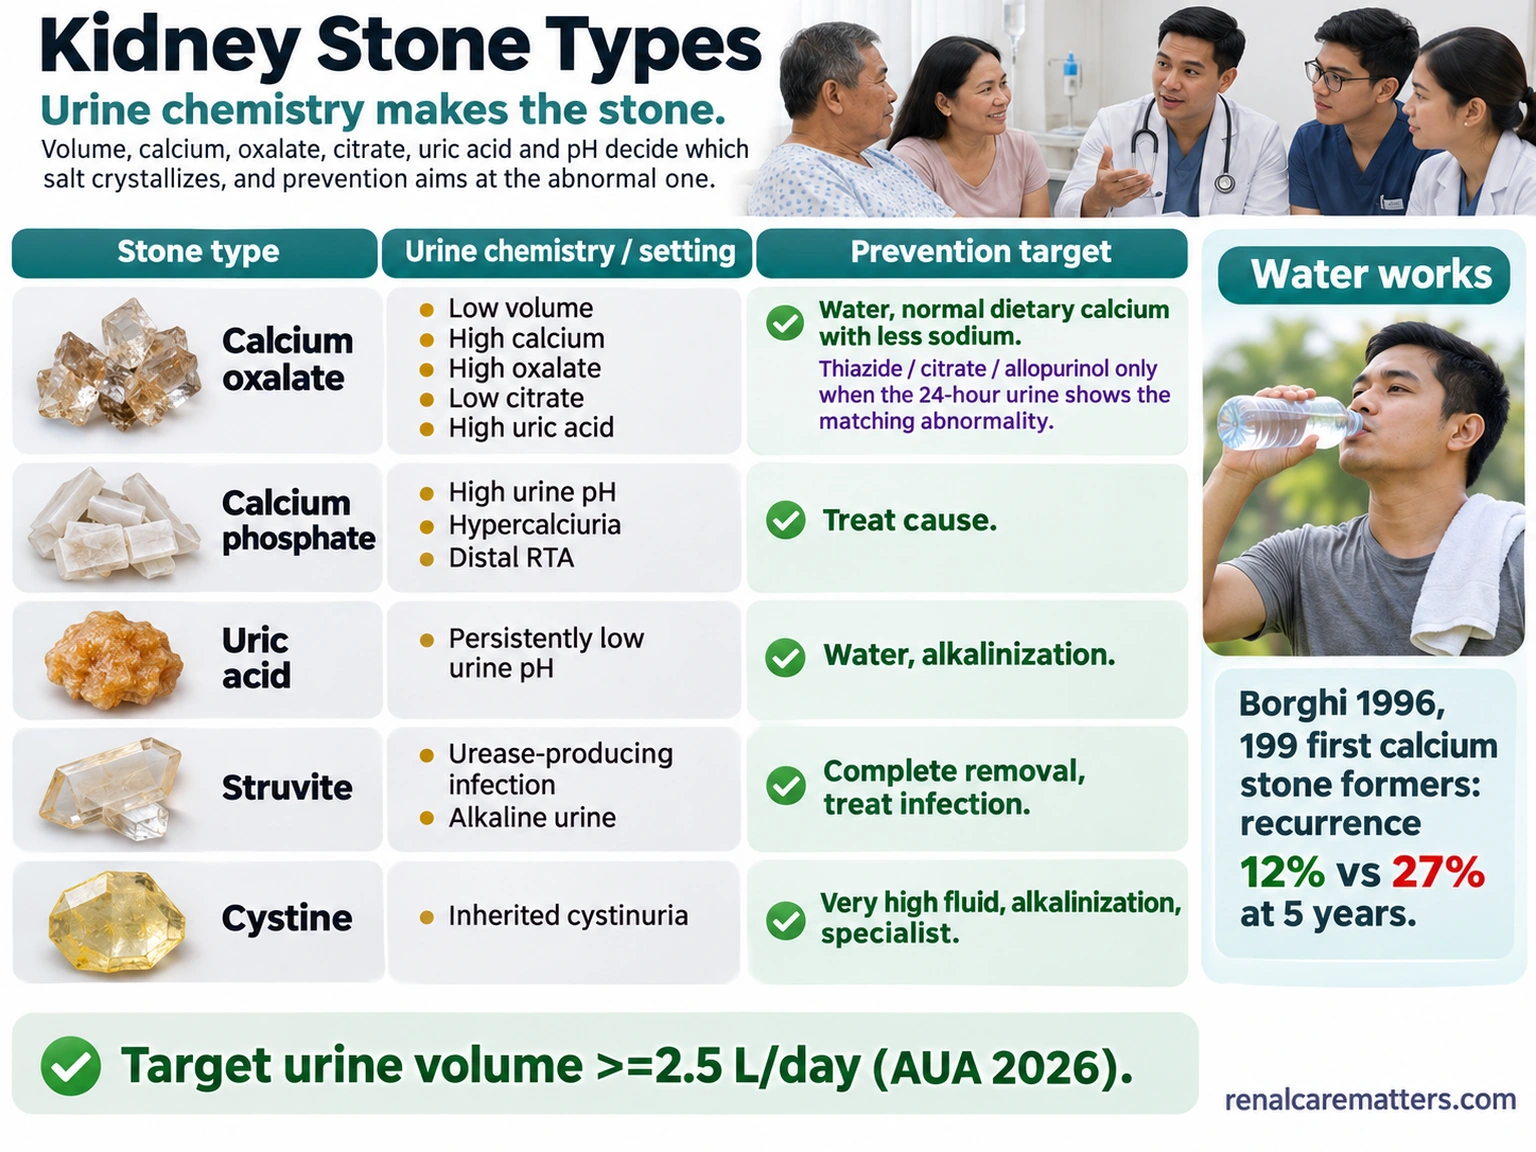 Kidney Stone Types
Urine chemistry makes the stone.
Volume, calcium, oxalate, citrate, uric acid and pH decide which
salt crystallizes, and prevention aims at the abnormal one.
Stone type
Urine chemistry / setting
Prevention target
Calcium
oxalate
Low volume
High calcium
High oxalate
Low citrate
High uric acid
Water, normal dietary calcium
with less sodium.
Thiazide / citrate / allopurinol only
when the 24-hour urine shows the
matching abnormality.
Calcium
phosphate
High urine pH
Hypercalciuria
Distal RTA
Treat cause.
Uric
acid
Persistently low
urine pH
Water, alkalinization.
Struvite
Urease-producing
infection
Alkaline urine
Complete removal,
treat infection.
Cystine
Inherited cystinuria
Very high fluid, alkalinization,
specialist.
Water works
Borghi 1996,
199 first calcium
stone formers:
recurrence
12% vs 27%
at 5 years.
Target urine volume >=2.5 L/day (AUA 2026).
renalcarematters.com